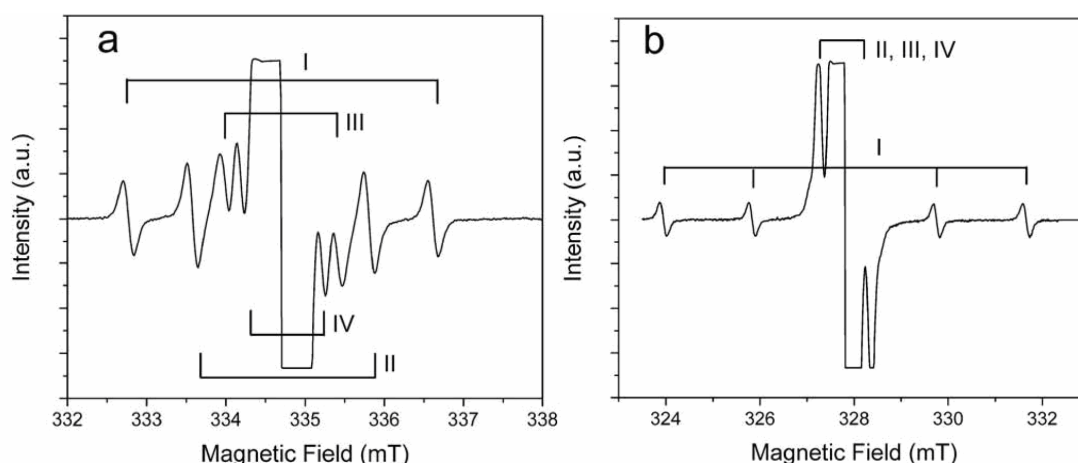 a
I
III
IV
II
Intensity (a.u.)
332 333 334 335 336 337 338
Magnetic Field (mT)
b
II, III, IV
I
Intensity (a.u.)
324 326 328 330 332
Magnetic Field (mT)